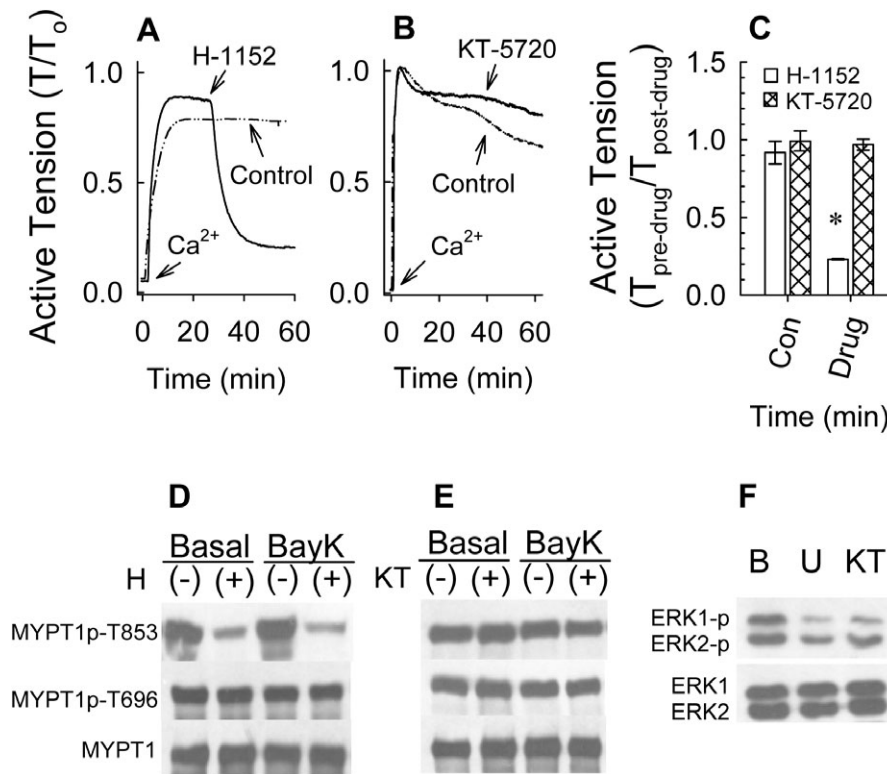 A
H-1152
Control
Ca2+
Active Tension (T/To)
1.0
0.5
0.0
0 20 40 60
Time (min)
B
KT-5720
Control
Ca2+
1.0
0.5
0.0
0 20 40 60
Time (min)
C
H-1152
KT-5720
Active Tension
(Tpre-drug/Tpost-drug)
1.5
1.0
0.5
0.0
*
Con Drug
Time (min)
D
Basal BayK
H (-) (+) (-) (+)
MYPT1p-T853
MYPT1p-T696
MYPT1
E
Basal BayK
KT (-) (+) (-) (+)
F
B U KT
ERK1-p
ERK2-p
ERK1
ERK2